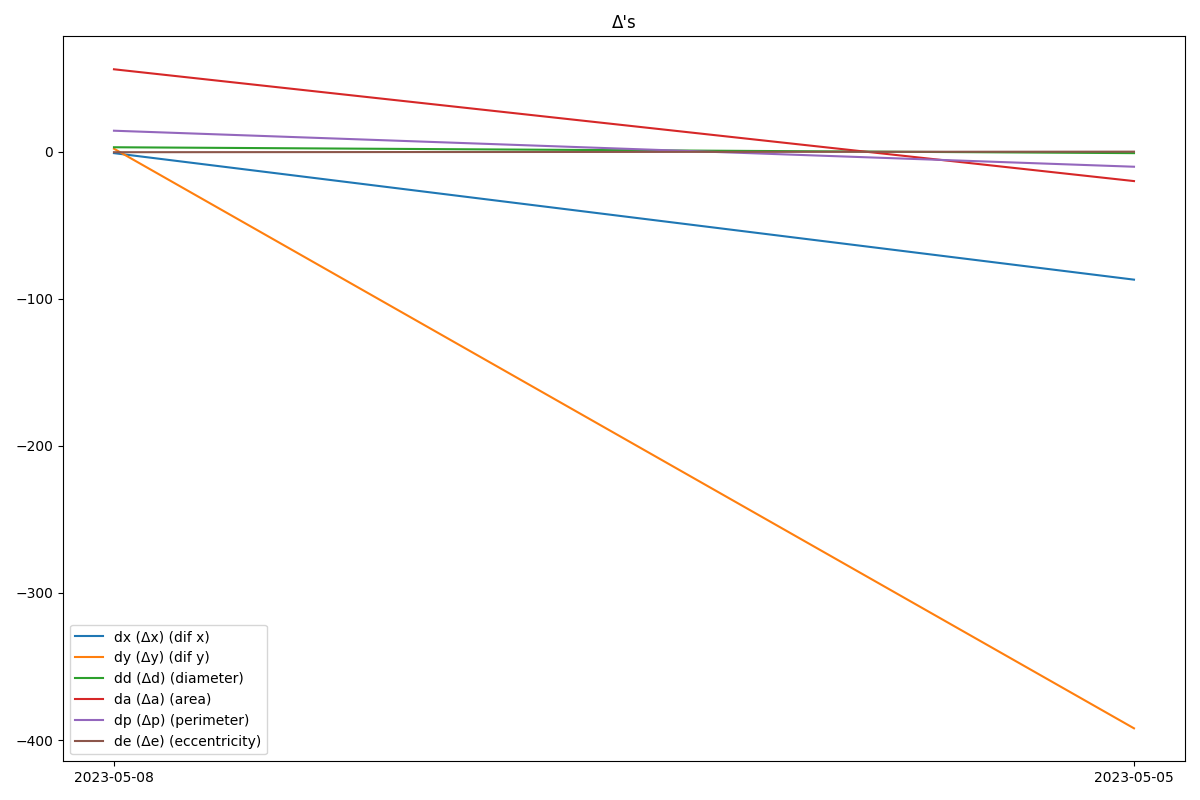 Δ's
0
−100
−200
−300
−400
dx (Δx) (dif x)
dy (Δy) (dif y)
dd (Δd) (diameter)
da (Δa) (area)
dp (Δp) (perimeter)
de (Δe) (eccentricity)
2023-05-08
2023-05-05